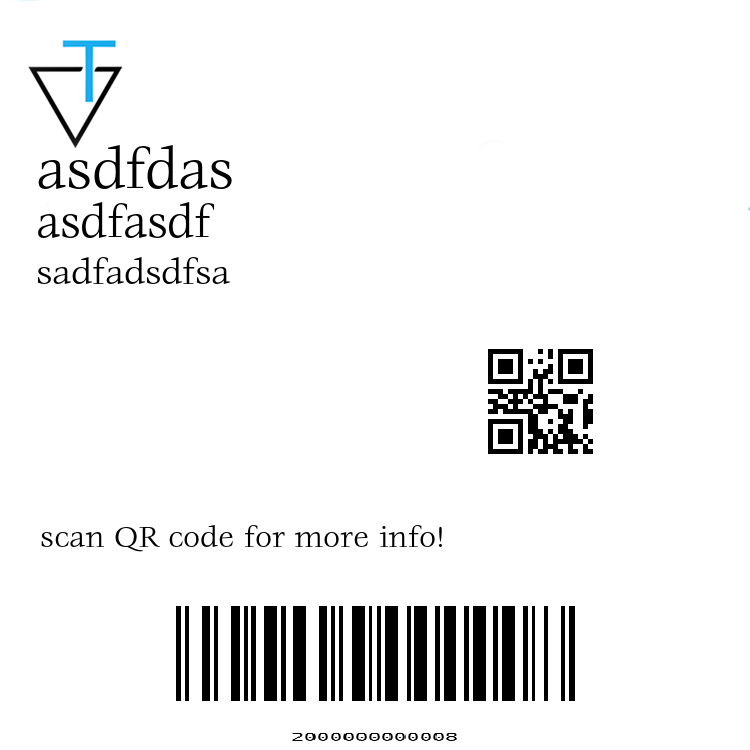 T
asdfdas
asdfasdf
sadfadsdfsa
scan QR code for more info!
2000000000008